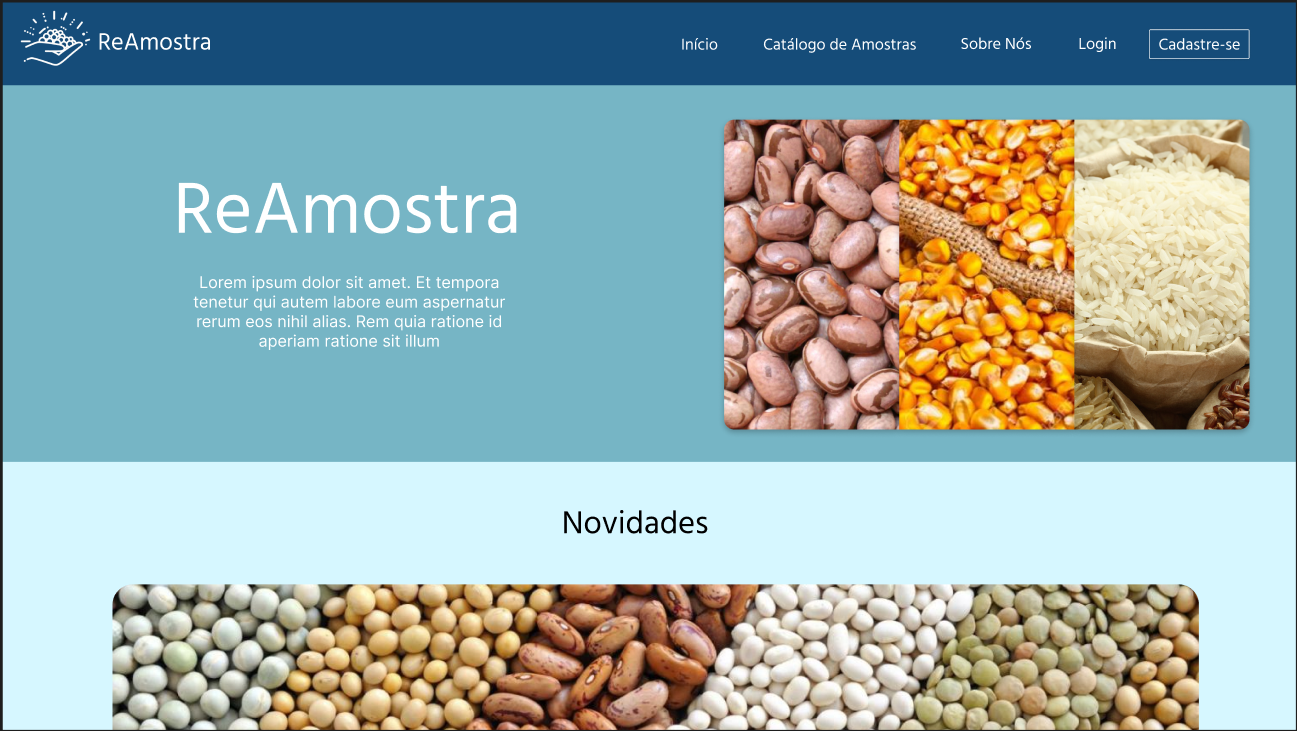 ReAmostra
Início
Catálogo de Amostras
Sobre Nós
Login
Cadastre-se
ReAmostra
Lorem ipsum dolor sit amet. Et tempora
tenetur qui autem labore eum aspernatur
rerum eos nihil alias. Rem quia ratione id
aperiam ratione sit illum
Novidades